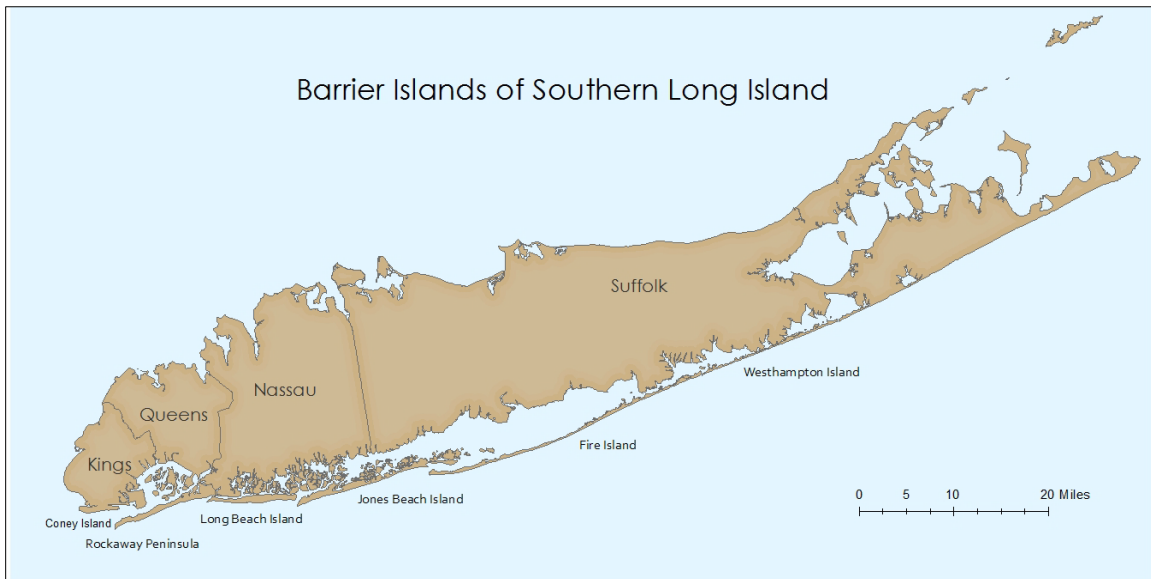 Barrier Islands of Southern Long Island
Suffolk
Westhampton Island
Nassau
Queens
Fire Island
Kings
Jones Beach Island
0 5 10 20 Miles
Long Beach Island
Coney Island
Rockaway Peninsula